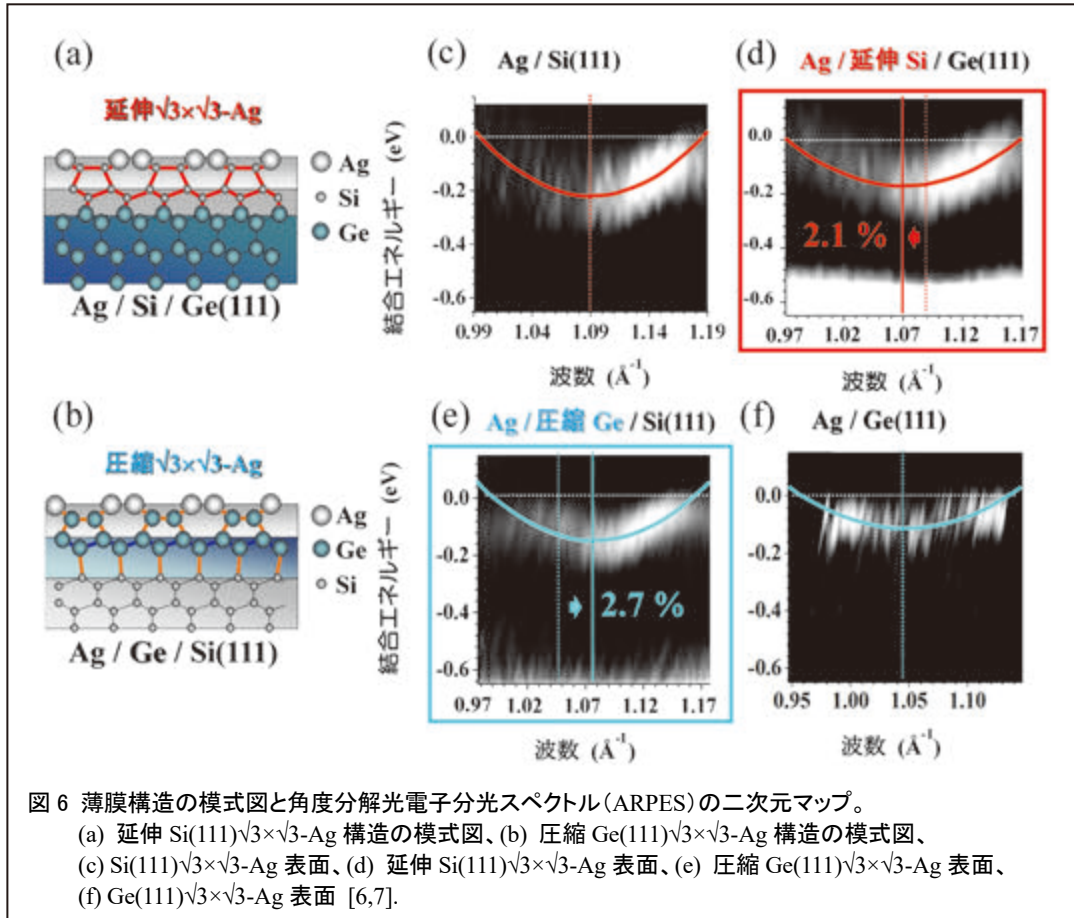 (a)
延伸√3×√3-Ag
Ag
Si
Ge
Ag / Si / Ge(111)
(c) Ag / Si(111)
結合エネルギー (eV)
0.0
-0.2
-0.4
-0.6
0.99 1.04 1.09 1.14 1.19
波数 (Å⁻¹)
(d) Ag / 延伸 Si / Ge(111)
0.0
-0.2
-0.4
-0.6
2.1 %
0.97 1.02 1.07 1.12 1.17
波数 (Å⁻¹)
(b)
圧縮√3×√3-Ag
Ag
Ge
Si
Ag / Ge / Si(111)
(e) Ag / 圧縮 Ge / Si(111)
結合エネルギー (eV)
0.0
-0.2
-0.4
-0.6
2.7 %
0.97 1.02 1.07 1.12 1.17
波数 (Å⁻¹)
(f) Ag / Ge(111)
0.0
-0.2
-0.4
-0.6
0.95 1.00 1.05 1.10
波数 (Å⁻¹)
図 6 薄膜構造の模式図と角度分解光電子分光スペクトル(ARPES)の二次元マップ。
(a) 延伸 Si(111)√3×√3-Ag 構造の模式図、(b) 圧縮 Ge(111)√3×√3-Ag 構造の模式図、
(c) Si(111)√3×√3-Ag 表面、(d) 延伸 Si(111)√3×√3-Ag 表面、(e) 圧縮 Ge(111)√3×√3-Ag 表面、
(f) Ge(111)√3×√3-Ag 表面 [6,7].